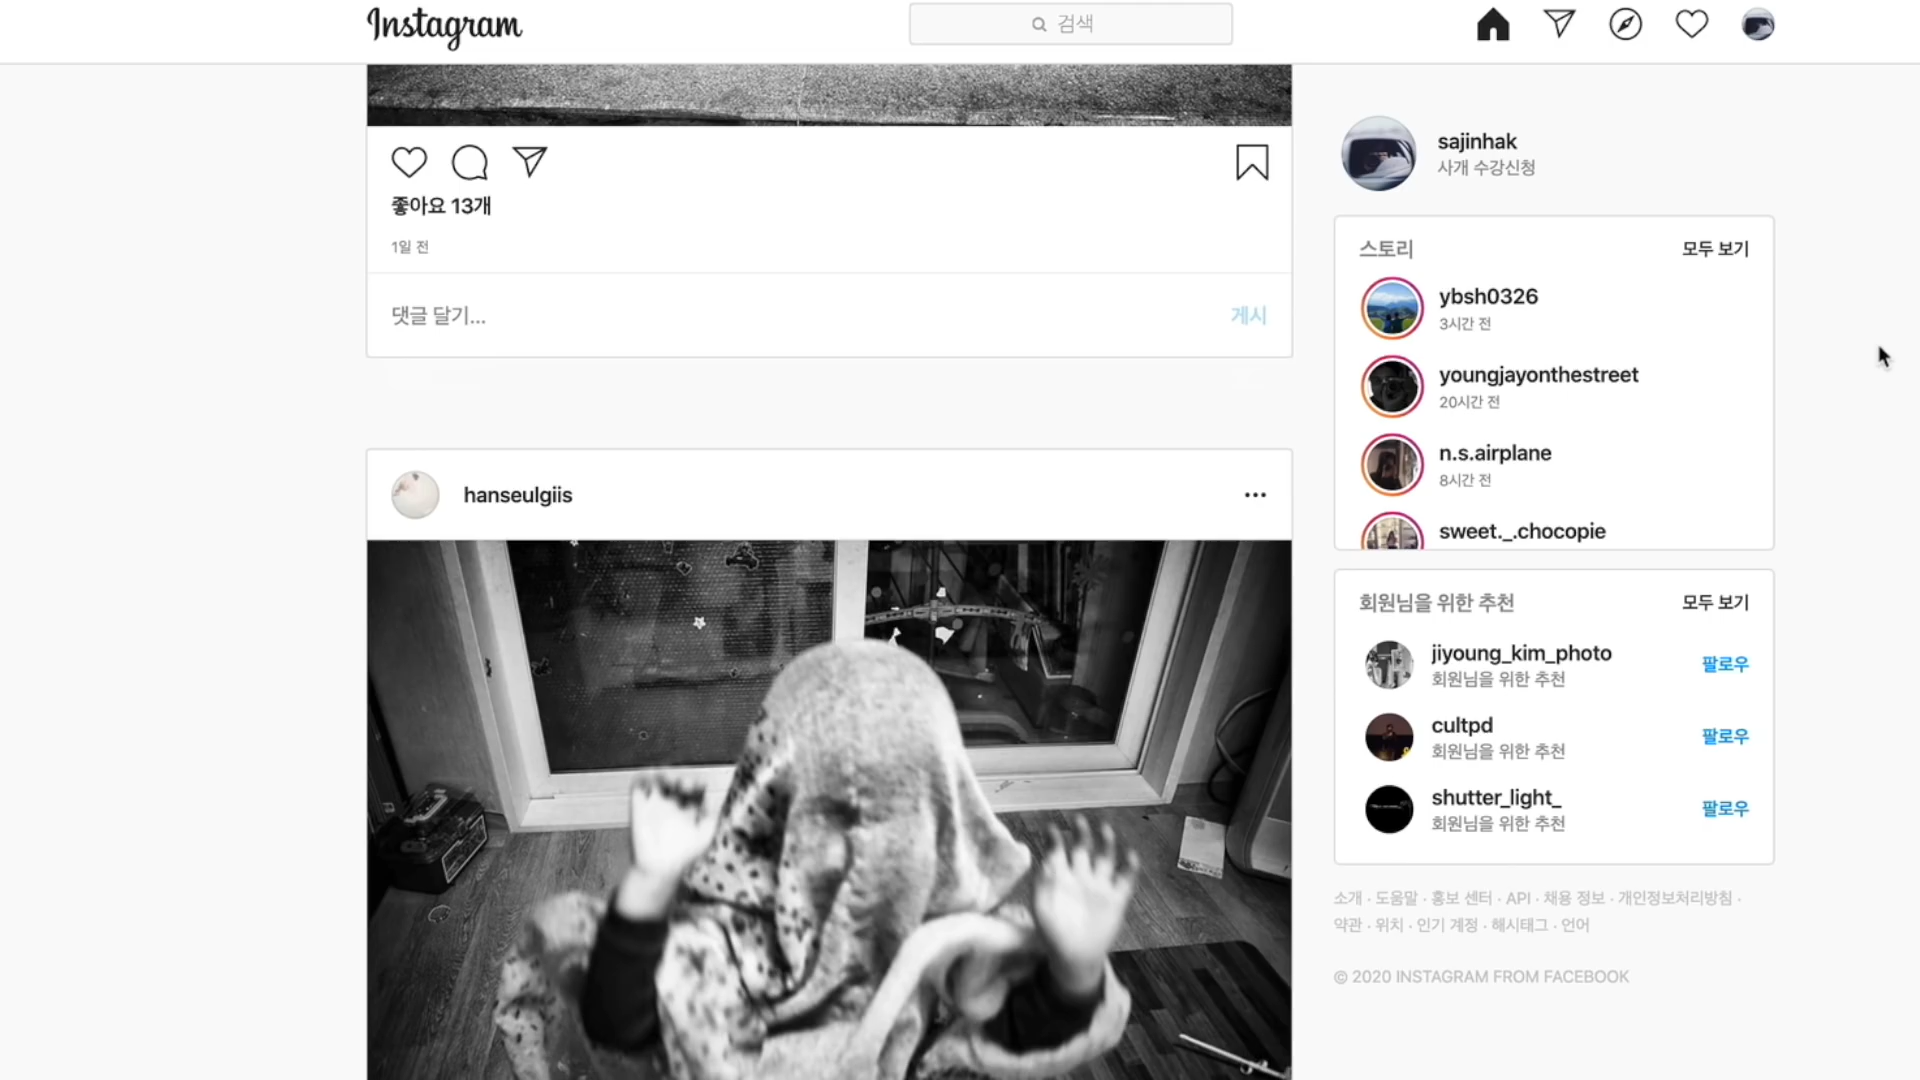 Instagram
검색
좋아요 13개
1일 전
댓글 달기...
게시
hanseulgiis
sajinhak
사개 수강신청
스토리
모두 보기
ybsh0326
3시간 전
youngjayonthestreet
20시간 전
n.s.airplane
8시간 전
sweet._.chocopie
회원님을 위한 추천
모두 보기
jiyoung_kim_photo
회원님을 위한 추천
팔로우
cultpd
회원님을 위한 추천
팔로우
shutter_light_
회원님을 위한 추천
팔로우
소개 · 도움말 · 홍보 센터 · API · 채용 정보 · 개인정보처리방침 ·
약관 · 위치 · 인기 계정 · 해시태그 · 언어
© 2020 INSTAGRAM FROM FACEBOOK